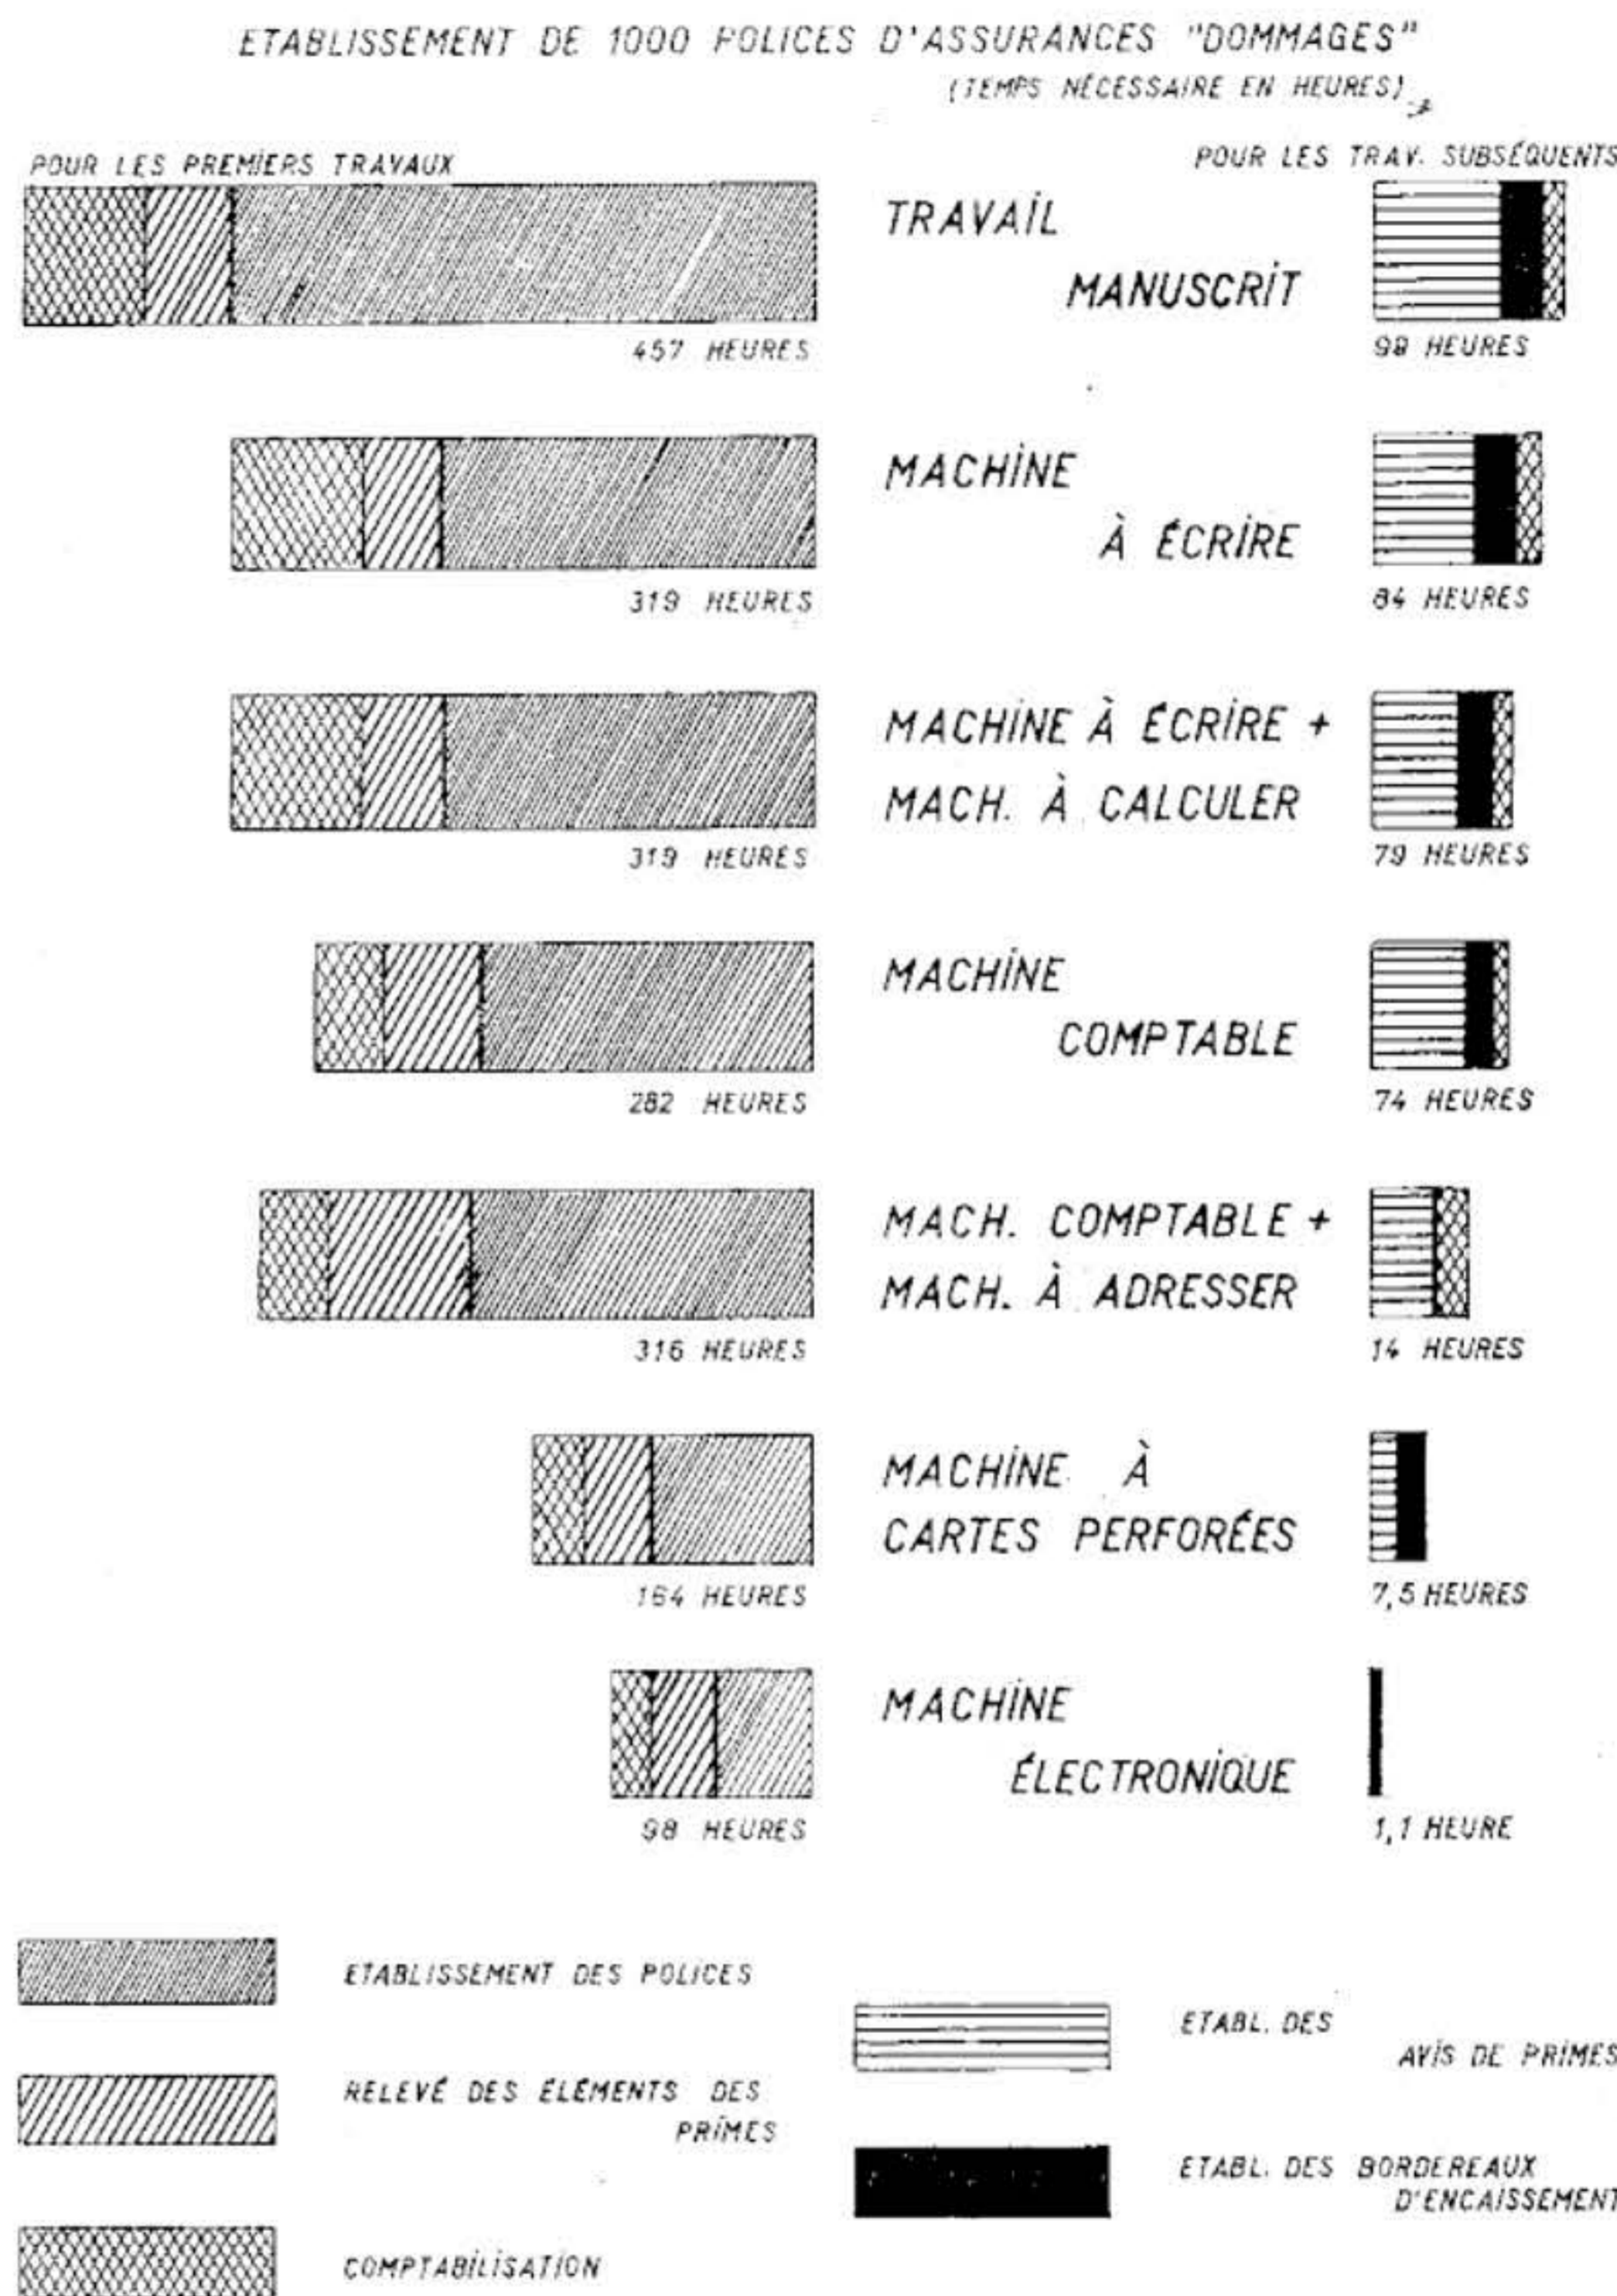 ETABLISSEMENT DE 1000 POLICES D'ASSURANCES "DOMMAGES"
(TEMPS NÉCESSAIRE EN HEURES)
POUR LES PREMIERS TRAVAUX
POUR LES TRAV. SUBSÉQUENTS
TRAVAIL
MANUSCRIT
457 HEURES
98 HEURES
MACHINE
À ÉCRIRE
319 HEURES
84 HEURES
MACHINE À ÉCRIRE +
MACH. À CALCULER
319 HEURES
79 HEURES
MACHINE
COMPTABLE
282 HEURES
74 HEURES
MACH. COMPTABLE +
MACH. À ADRESSER
316 HEURES
14 HEURES
MACHINE À
CARTES PERFORÉES
164 HEURES
7,5 HEURES
MACHINE
ÉLECTRONIQUE
98 HEURES
1,1 HEURE
ETABLISSEMENT DES POLICES
RELEVÉ DES ÉLÉMENTS DES
PRIMES
COMPTABILISATION
ETABL. DES
AVIS DE PRIMES
ETABL. DES BORDEREAUX
D'ENCAISSEMENT